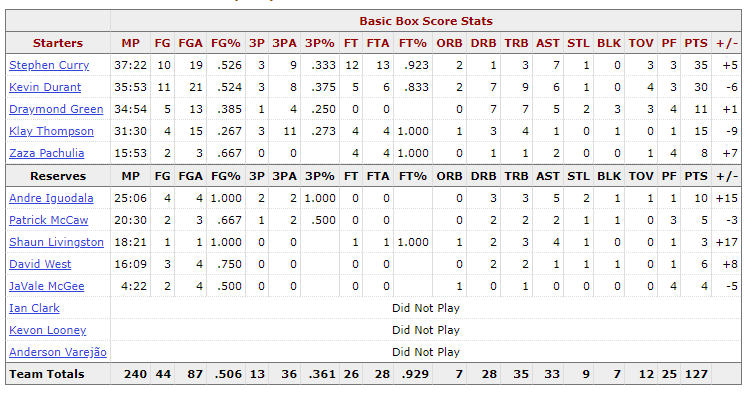 Basic Box Score Stats
Starters MP FG FGA FG% 3P 3PA 3P% FT FTA FT% ORB DRB TRB AST STL BLK TOV PF PTS +/-
Stephen Curry 37:22 10 19 .526 3 9 .333 12 13 .923 2 1 3 7 1 0 3 3 35 +5
Kevin Durant 35:53 11 21 .524 3 8 .375 5 6 .833 2 7 9 6 1 0 4 3 30 -6
Draymond Green 34:54 5 13 .385 1 4 .250 0 0 0 7 7 5 2 3 3 4 11 +1
Klay Thompson 31:30 4 15 .267 3 11 .273 4 4 1.000 1 3 4 1 0 1 0 1 15 -9
Zaza Pachulia 15:53 2 3 .667 0 0 4 4 1.000 0 1 1 2 0 0 1 4 8 +7
Reserves MP FG FGA FG% 3P 3PA 3P% FT FTA FT% ORB DRB TRB AST STL BLK TOV PF PTS +/-
Andre Iguodala 25:06 4 4 1.000 2 2 1.000 0 0 0 3 3 5 2 1 1 1 10 +15
Patrick McCaw 20:30 2 3 .667 1 2 .500 0 0 0 2 2 2 1 1 0 3 5 -3
Shaun Livingston 18:21 1 1 1.000 0 0 1 1 1.000 1 2 3 4 1 0 0 1 3 +17
David West 16:09 3 4 .750 0 0 0 0 0 2 2 1 1 1 0 1 6 +8
JaVale McGee 4:22 2 4 .500 0 0 0 0 1 0 1 0 0 0 0 4 4 -5
Ian Clark Did Not Play
Kevon Looney Did Not Play
Anderson Varejão Did Not Play
Team Totals 240 44 87 .506 13 36 .361 26 28 .929 7 28 35 33 9 7 12 25 127